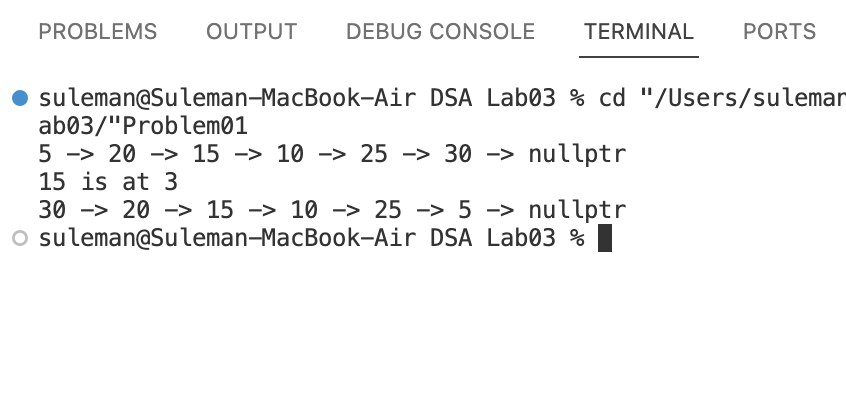 PROBLEMS OUTPUT DEBUG CONSOLE TERMINAL PORTS
suleman@Suleman-MacBook-Air DSA Lab03 % cd "/Users/suleman
ab03/"Problem01
5 -> 20 -> 15 -> 10 -> 25 -> 30 -> nullptr
15 is at 3
30 -> 20 -> 15 -> 10 -> 25 -> 5 -> nullptr
suleman@Suleman-MacBook-Air DSA Lab03 %